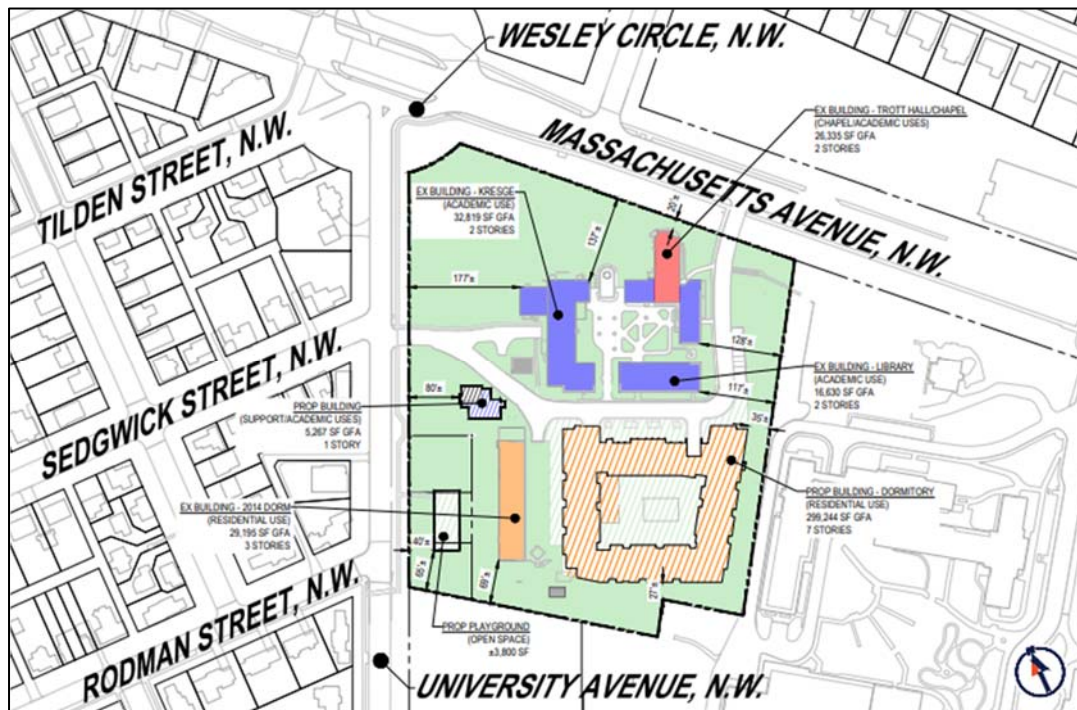 WESLEY CIRCLE, N.W.
TILDEN STREET, N.W.
MASSACHUSETTS AVENUE, N.W.
EX BUILDING - TROTT HALL/CHAPEL
(CHAPEL/ACADEMIC USES)
26,335 SF GFA
2 STORIES
EX BUILDING - KRESGE
(ACADEMIC USE)
32,819 SF GFA
2 STORIES
20'±
137'±
177'±
128'±
SEDGWICK STREET, N.W.
EX BUILDING - LIBRARY
(ACADEMIC USE)
16,630 SF GFA
2 STORIES
117'±
80'±
PROP BUILDING
(SUPPORT/ACADEMIC USES)
5,267 SF GFA
1 STORY
35'±
PROP BUILDING - DORMITORY
(RESIDENTIAL USE)
299,244 SF GFA
7 STORIES
EX BUILDING - 2014 DORM
(RESIDENTIAL USE)
29,195 SF GFA
3 STORIES
40'±
65'±
69'±
27'±
RODMAN STREET, N.W.
PROP PLAYGROUND
(OPEN SPACE)
±3,800 SF
UNIVERSITY AVENUE, N.W.